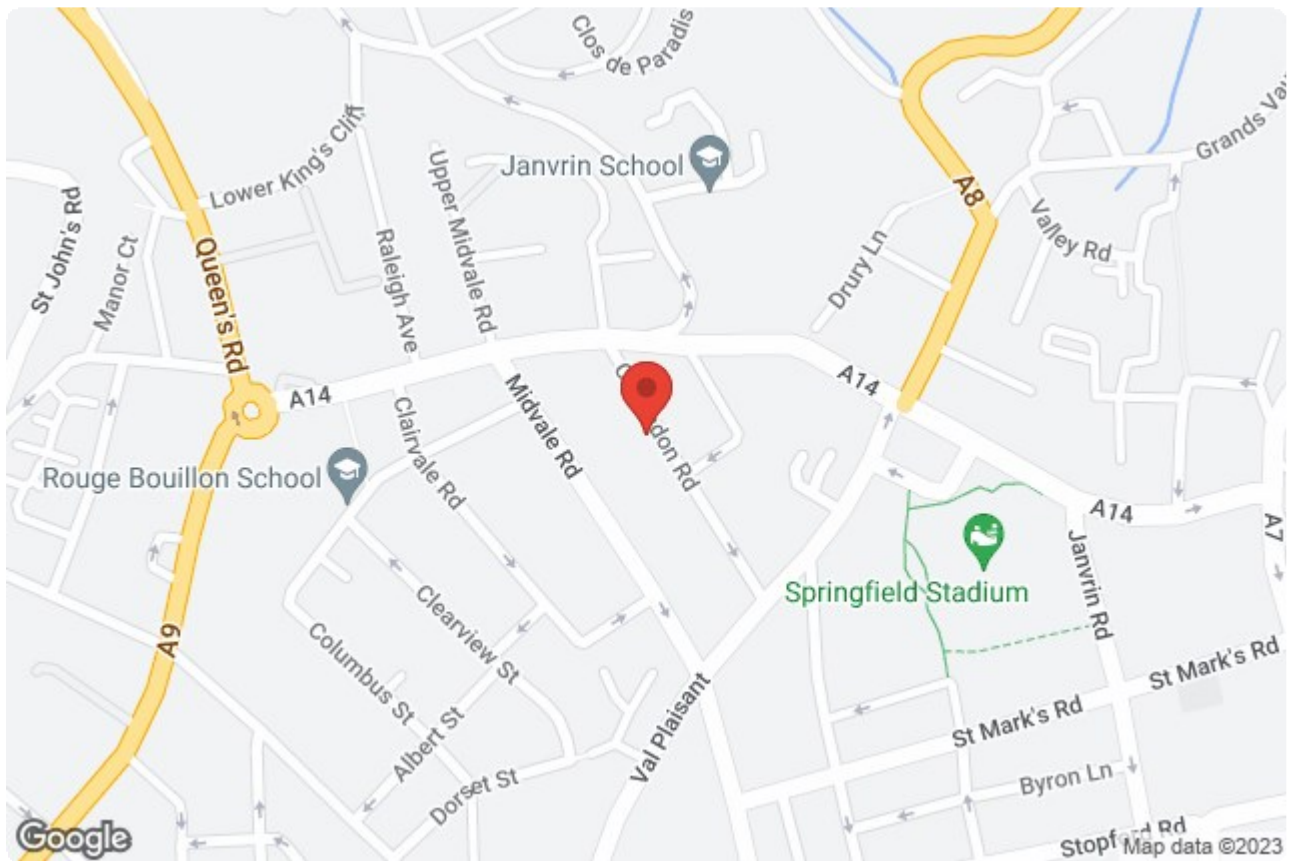 Clos de Paradis
Grands Vau
Janvrin School
Lower King's Cliff
Upper Midvale Rd
A8
Valley Rd
St John's Rd
Manor Ct
Queen's Rd
Raleigh Ave
Drury Ln
A14
A14
Midvale Rd
don Rd
Clairvale Rd
Rouge Bouillon School
A14
A7
Springfield Stadium
Janvrin Rd
Clearview St
Columbus St
A9
St Mark's Rd
St Mark's Rd
Val Plaisant
Albert St
Dorset St
Byron Ln
Stopford Rd
Google
Map data ©2023